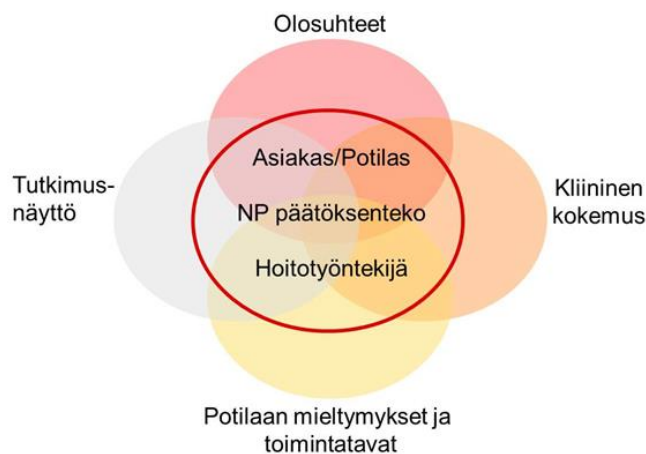 Olosuhteet
Asiakas/Potilas
Tutkimus-
näyttö
NP päätöksenteko
Kliininen
kokemus
Hoitotyöntekijä
Potilaan mieltymykset ja
toimintatavat